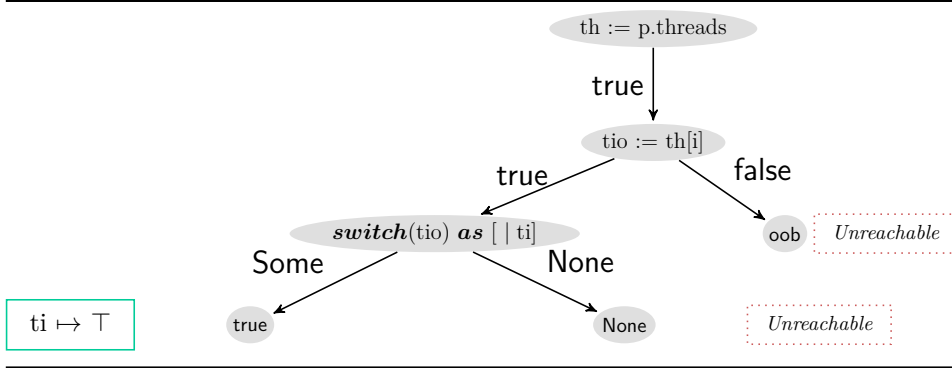 th := p.threads
true
tio := th[i]
true
false
switch(tio) as [ | ti]
oob
Unreachable
Some
None
ti ↦ ⊤
true
None
Unreachable